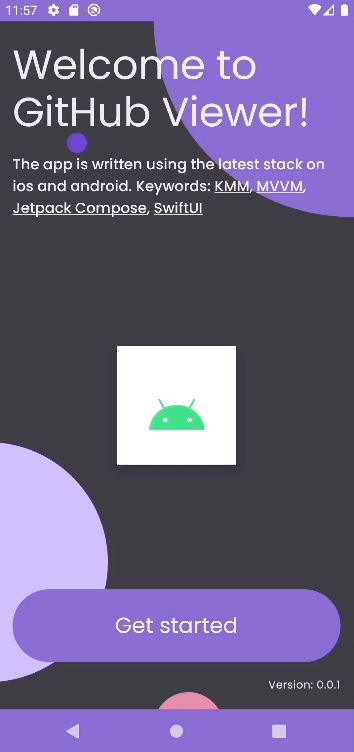 11:57
Welcome to
GitHub Viewer!
The app is written using the latest stack on
ios and android. Keywords: KMM, MVVM,
Jetpack Compose, SwiftUI
Get started
Version: 0.0.1